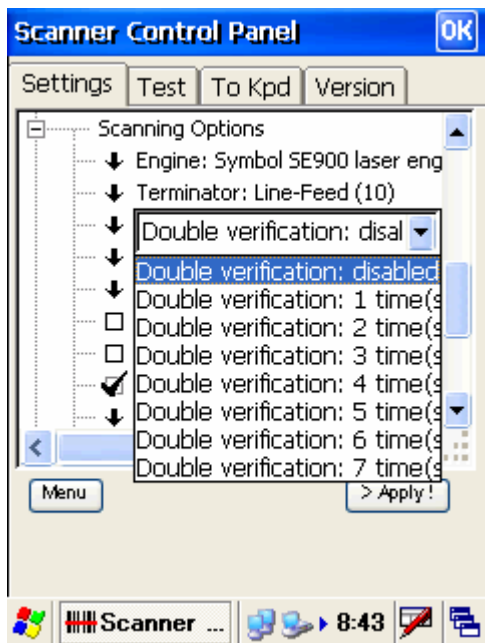 Scanner Control Panel OK
Settings Test To Kpd Version
Scanning Options
Engine: Symbol SE900 laser eng
Terminator: Line-Feed (10)
Double verification: disal
Double verification: disabled
Double verification: 1 time(s
Double verification: 2 time(s
Double verification: 3 time(s
Double verification: 4 time(s
Double verification: 5 time(s
Double verification: 6 time(s
Double verification: 7 time(s
Menu > Apply !
Scanner ... 8:43